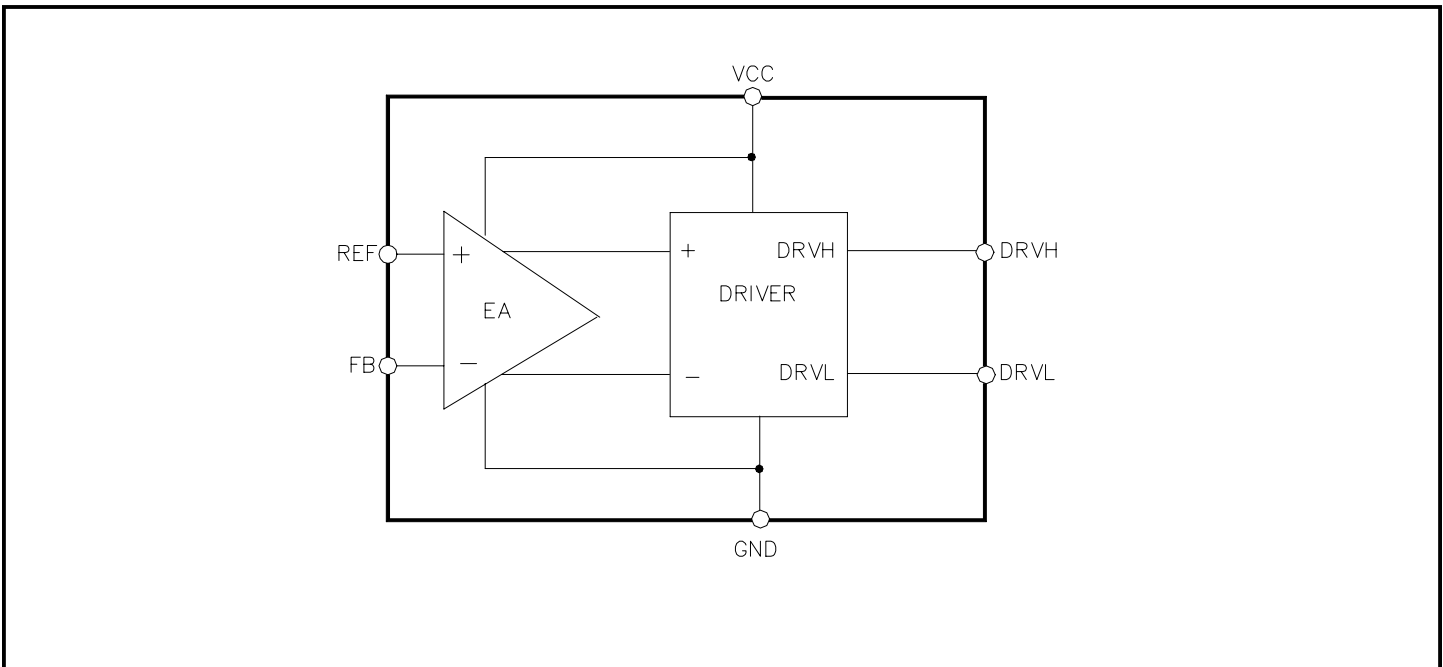 VCC
REF
+
EA
−
FB
+
DRVH
DRIVER
−
DRVL
DRVH
DRVL
GND